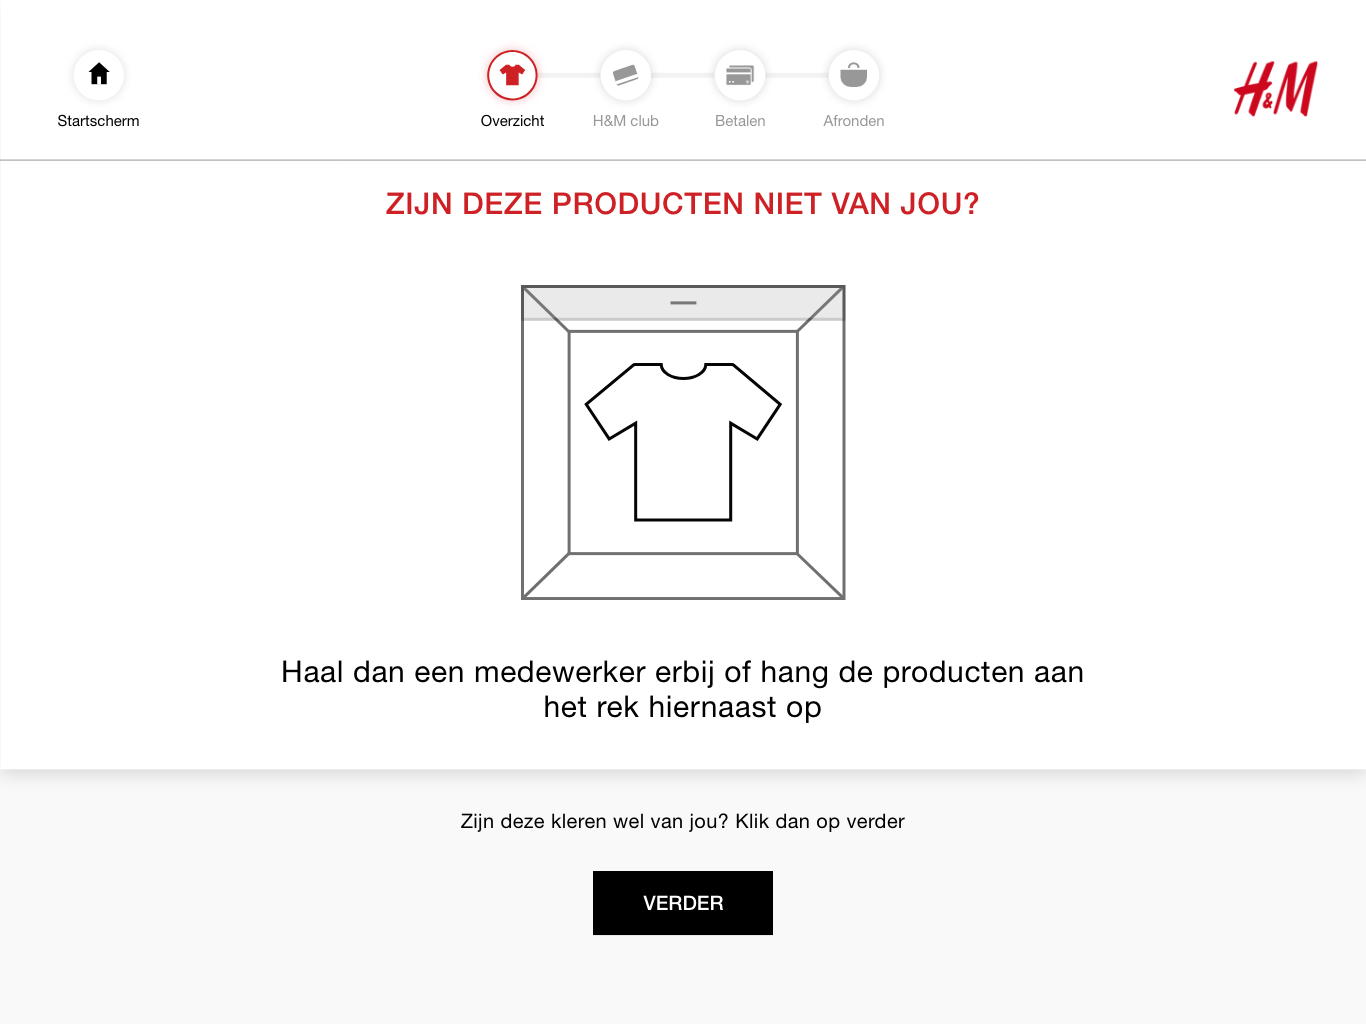 Startscherm
Overzicht
H&M club
Betalen
Afronden
H&M
ZIJN DEZE PRODUCTEN NIET VAN JOU?
Haal dan een medewerker erbij of hang de producten aan
het rek hiernaast op
Zijn deze kleren wel van jou? Klik dan op verder
VERDER